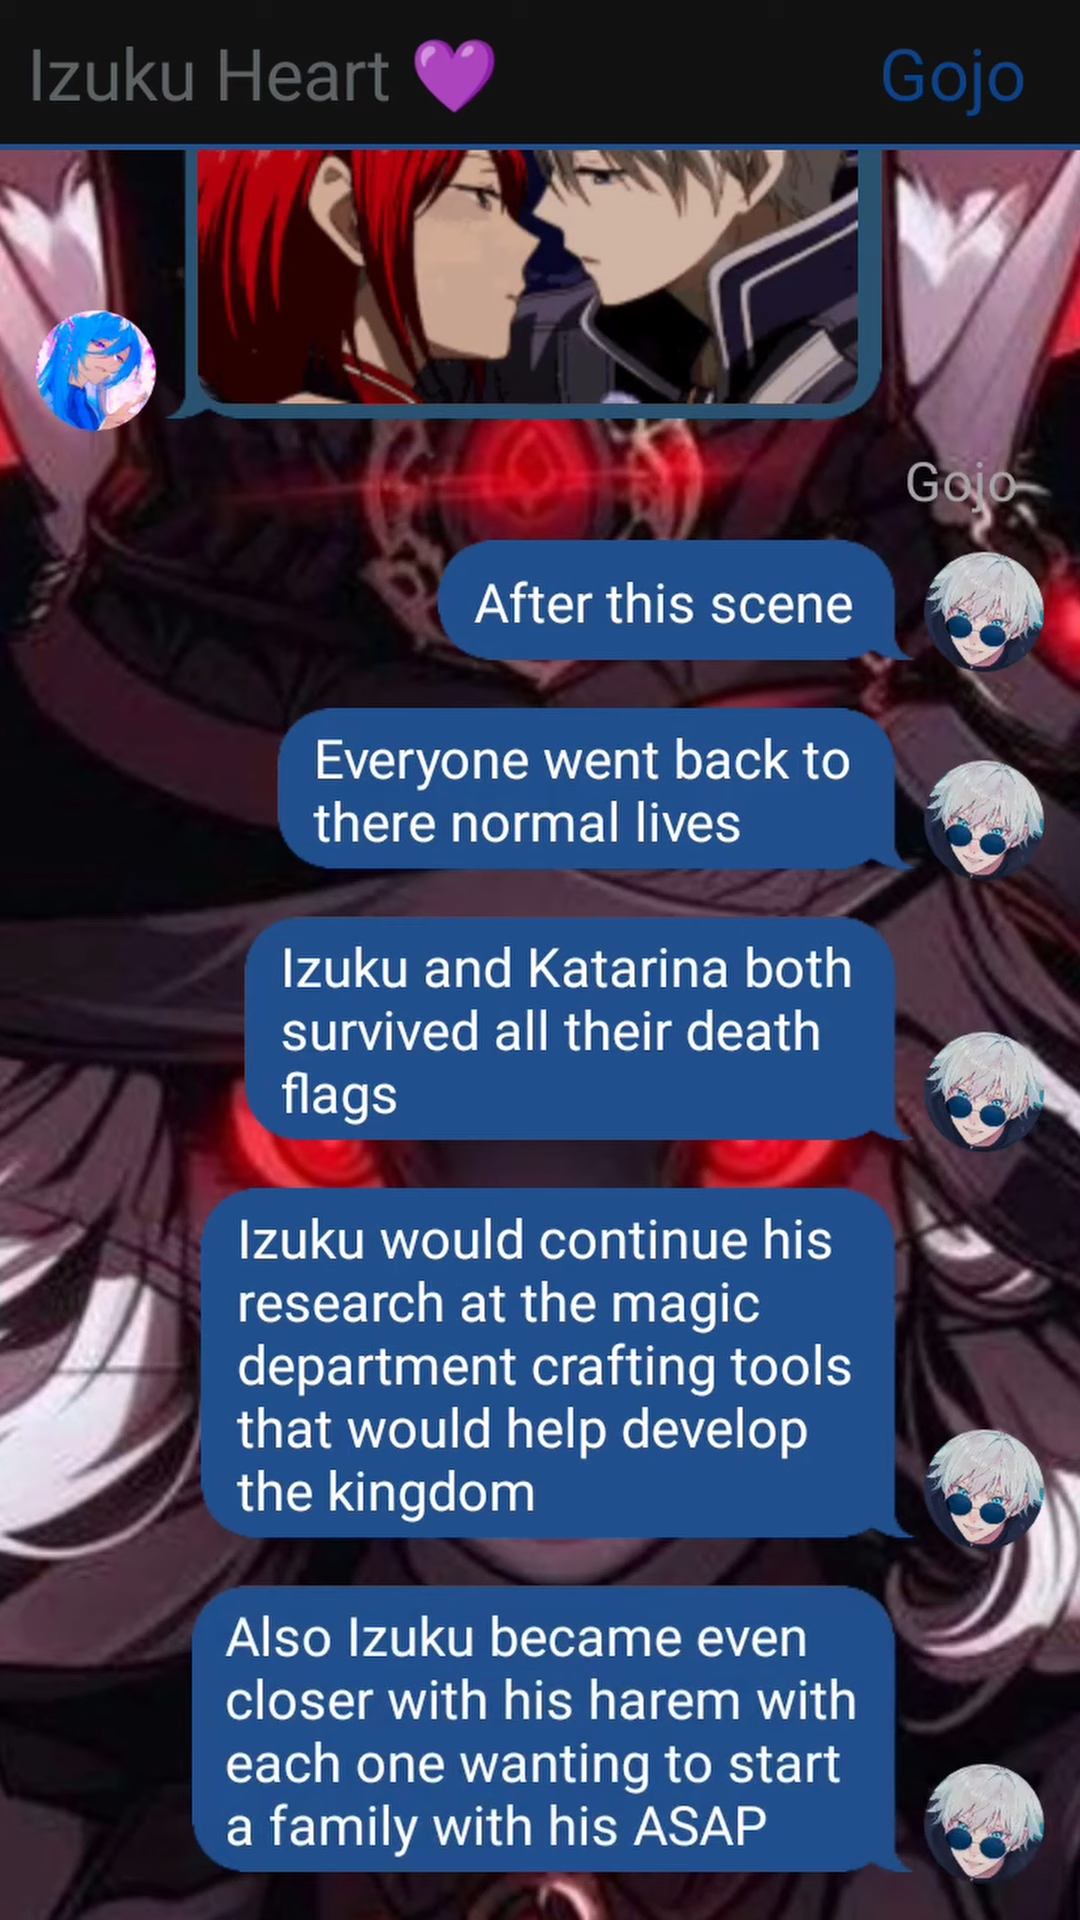 Izuku Heart 💜 Gojo
Gojo
After this scene
Everyone went back to
there normal lives
Izuku and Katarina both
survived all their death
flags
Izuku would continue his
research at the magic
department crafting tools
that would help develop
the kingdom
Also Izuku became even
closer with his harem with
each one wanting to start
a family with his ASAP